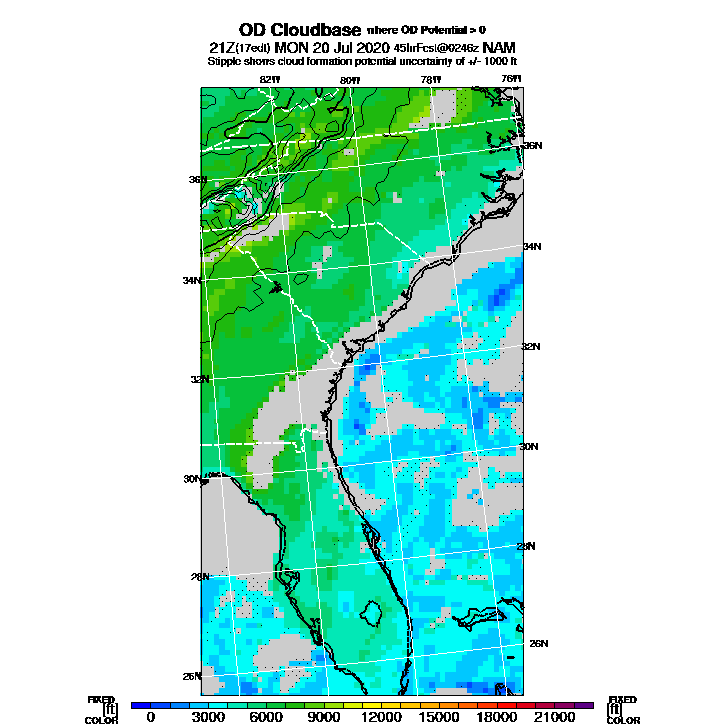 OD Cloudbase where OD Potential > 0
21Z(17edt) MON 20 Jul 2020 45hrFcst@0246z NAM
Stipple shows cloud formation potential uncertainty of +/- 1000 ft
82W 80W 78W 76W
36N
36N
34N
34N
32N
32N
30N
30N
28N
28N
26N
26N
FIXED FIXED
[ft] [ft]
COLOR 0 3000 6000 9000 12000 15000 18000 21000 COLOR